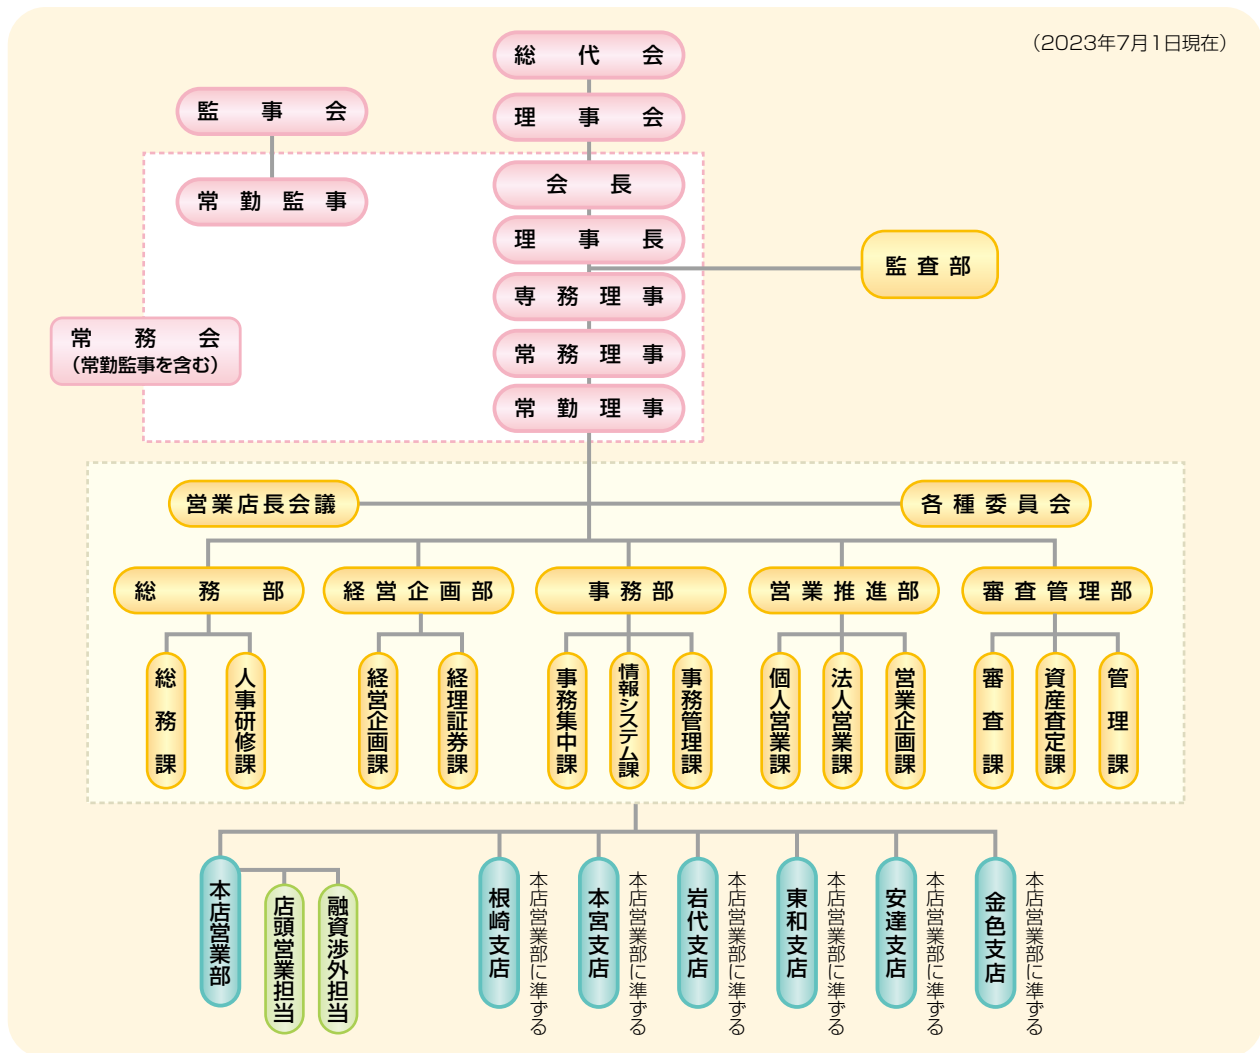 (2023年7月1日現在)
総代会
監事会
理事会
会長
常勤監事
理事長
監査部
専務理事
常務会
(常勤監事を含む)
常務理事
常勤理事
営業店長会議
各種委員会
総務部
経営企画部
事務部
営業推進部
審査管理部
総務課
人事研修課
経営企画課
経理証券課
事務集中課
情報システム課
事務管理課
個人営業課
法人営業課
営業企画課
審査課
資産査定課
管理課
本店営業部
店頭営業担当
融資渉外担当
根崎支店
本店営業部に準ずる
本宮支店
本店営業部に準ずる
岩代支店
本店営業部に準ずる
東和支店
本店営業部に準ずる
安達支店
本店営業部に準ずる
金色支店
本店営業部に準ずる